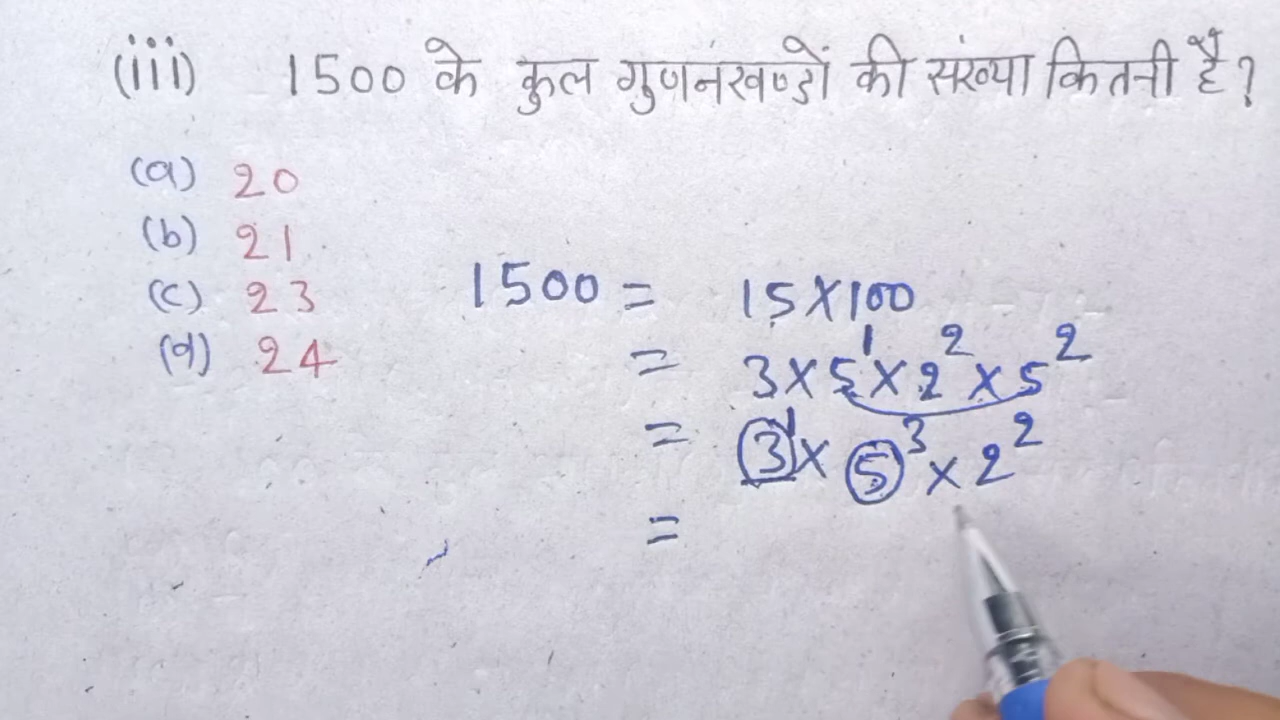 (iii) 1500 के कुल गुणनखण्डों की संख्या कितनी है ?
(a) 20
(b) 21
(c) 23
(d) 24
1500 = 15×100
= 3×5¹×2²×5²
= 3¹×5³×2²
=